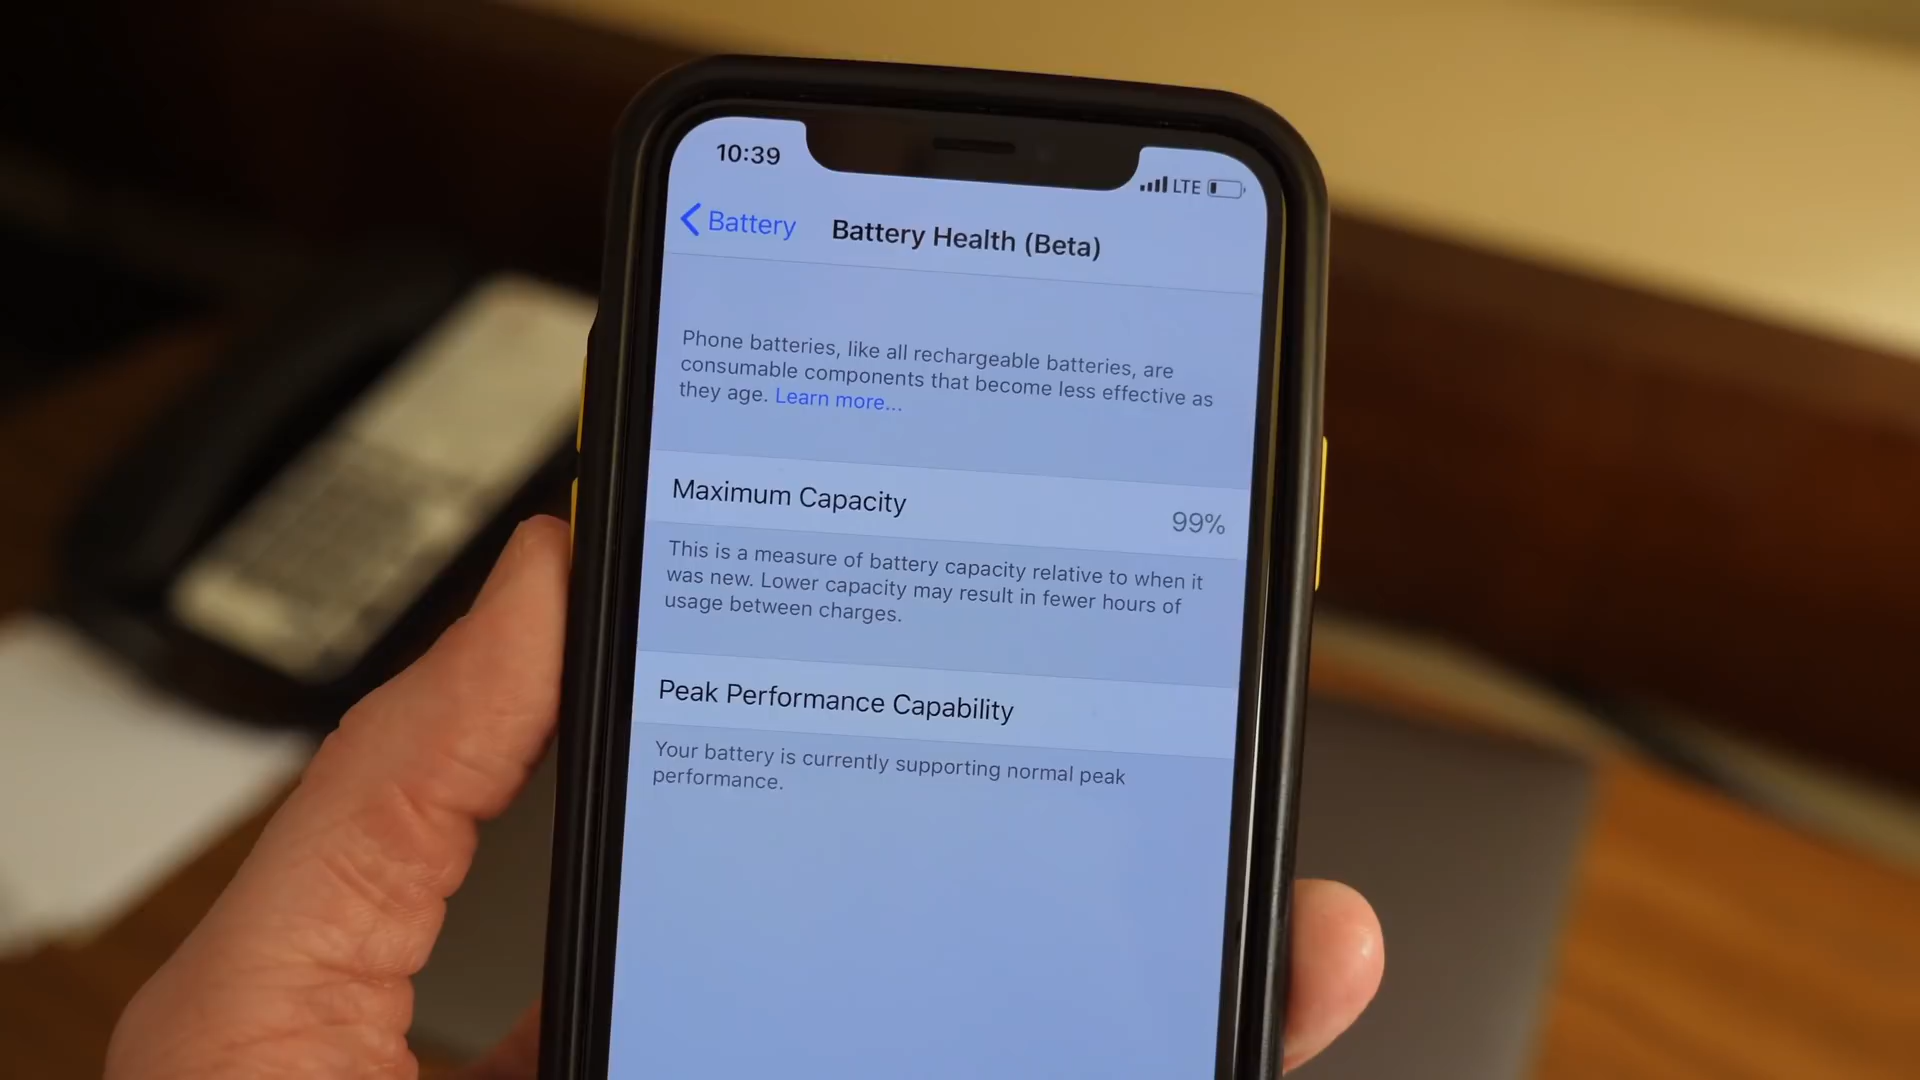 10:39
LTE
Battery
Battery Health (Beta)
Phone batteries, like all rechargeable batteries, are
consumable components that become less effective as
they age. Learn more...
Maximum Capacity 99%
This is a measure of battery capacity relative to when it
was new. Lower capacity may result in fewer hours of
usage between charges.
Peak Performance Capability
Your battery is currently supporting normal peak
performance.